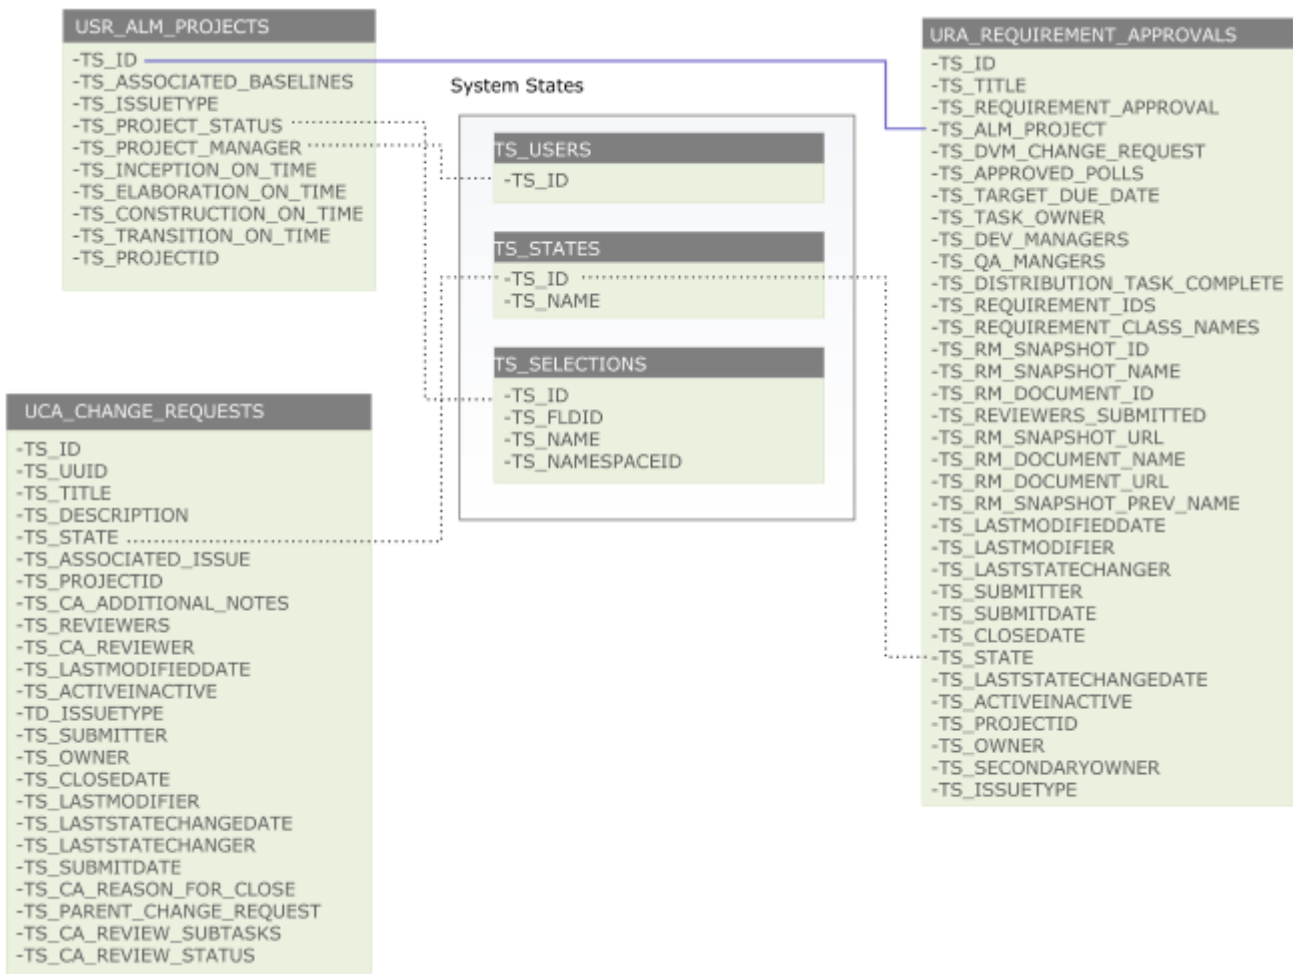 USR_ALM_PROJECTS
-TS_ID
-TS_ASSOCIATED_BASELINES
-TS_ISSUETYPE
-TS_PROJECT_STATUS
-TS_PROJECT_MANAGER
-TS_INCEPTION_ON_TIME
-TS_ELABORATION_ON_TIME
-TS_CONSTRUCTION_ON_TIME
-TS_TRANSITION_ON_TIME
-TS_PROJECTID
System States
TS_USERS
-TS_ID
TS_STATES
-TS_ID
-TS_NAME
TS_SELECTIONS
-TS_ID
-TS_FLDID
-TS_NAME
-TS_NAMESPACEID
URA_REQUIREMENT_APPROVALS
-TS_ID
-TS_TITLE
-TS_REQUIREMENT_APPROVAL
-TS_ALM_PROJECT
-TS_DVM_CHANGE_REQUEST
-TS_APPROVED_POLLS
-TS_TARGET_DUE_DATE
-TS_TASK_OWNER
-TS_DEV_MANAGERS
-TS_QA_MANGERS
-TS_DISTRIBUTION_TASK_COMPLETE
-TS_REQUIREMENT_IDS
-TS_REQUIREMENT_CLASS_NAMES
-TS_RM_SNAPSHOT_ID
-TS_RM_SNAPSHOT_NAME
-TS_RM_DOCUMENT_ID
-TS_REVIEWERS_SUBMITTED
-TS_RM_SNAPSHOT_URL
-TS_RM_DOCUMENT_NAME
-TS_RM_DOCUMENT_URL
-TS_RM_SNAPSHOT_PREV_NAME
-TS_LASTMODIFIEDDATE
-TS_LASTMODIFIER
-TS_LASTSTATECHANGER
-TS_SUBMITTER
-TS_SUBMITDATE
-TS_CLOSEDATE
-TS_STATE
-TS_LASTSTATECHANGEDATE
-TS_ACTIVEINACTIVE
-TS_PROJECTID
-TS_OWNER
-TS_SECONDARYOWNER
-TS_ISSUETYPE
UCA_CHANGE_REQUESTS
-TS_ID
-TS_UUID
-TS_TITLE
-TS_DESCRIPTION
-TS_STATE
-TS_ASSOCIATED_ISSUE
-TS_PROJECTID
-TS_CA_ADDITIONAL_NOTES
-TS_REVIEWERS
-TS_CA_REVIEWER
-TS_LASTMODIFIEDDATE
-TS_ACTIVEINACTIVE
-TD_ISSUETYPE
-TS_SUBMITTER
-TS_OWNER
-TS_CLOSEDATE
-TS_LASTMODIFIER
-TS_LASTSTATECHANGEDATE
-TS_LASTSTATECHANGER
-TS_SUBMITDATE
-TS_CA_REASON_FOR_CLOSE
-TS_PARENT_CHANGE_REQUEST
-TS_CA_REVIEW_SUBTASKS
-TS_CA_REVIEW_STATUS